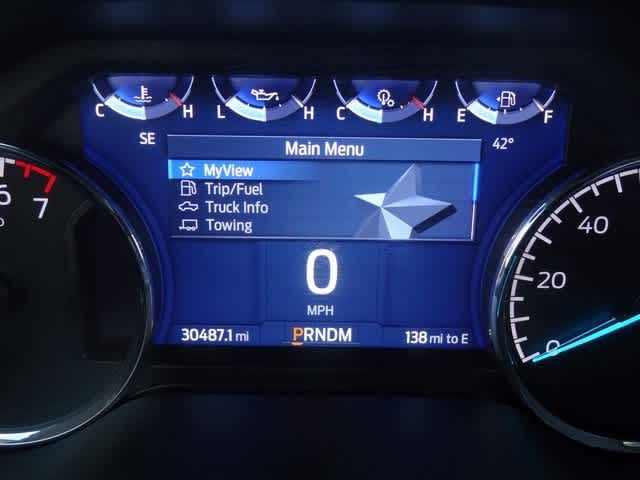 C H L H C H E F
SE Main Menu 42°
MyView
Trip/Fuel
Truck Info
Towing
0
MPH
30487.1 mi PRNDM 138 mi to E
6 7
40
20
0